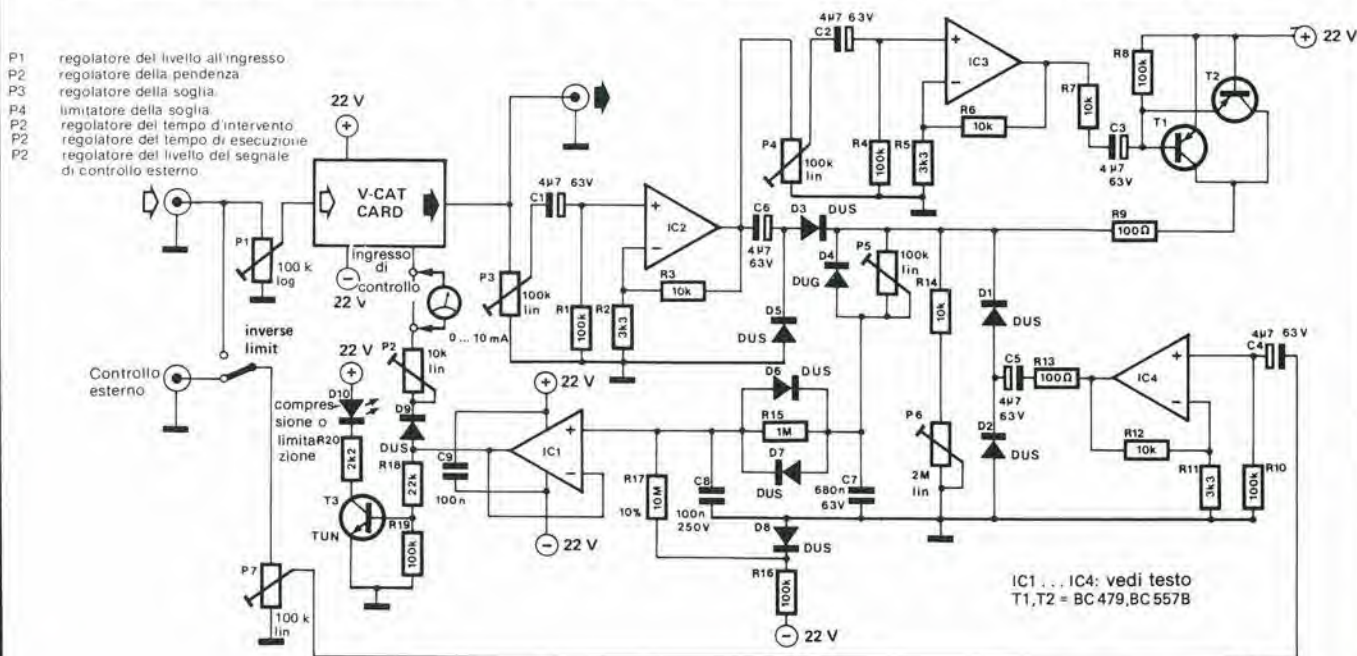 P1 regolatore del livello all'ingresso
P2 regolatore della pendenza
P3 regolatore della soglia
P4 limitatore della soglia
P2 regolatore del tempo d'intervento
P2 regolatore del tempo di esecuzione
P2 regolatore del livello del segnale
di controllo esterno
22 V
+
V-CAT
CARD
−
22 V
ingresso
di
controllo
P1
100 k
log
0 ... 10 mA
inverse
limit
Controllo
esterno
P2
10k
lin
22 V
+
D10
compres
sione o
limita
zione
R20
2k2
D9
DUS
R18
22k
T3
TUN
R19
100k
P7
100 k
lin
4µ7 63V
C1
P3
100k
lin
R1
100k
R2
3k3
+
−
IC2
R3
10k
C6
4µ7
63V
D3
DUS
D5
DUS
D4
DUG
P5
100k
lin
4µ7 63V
C2
P4
100k
lin
R4
100k
R5
3k3
+
−
IC3
R6
10k
R7
10k
C3
4µ7
63V
R8
100k
T1
T2
+ 22 V
R9
100Ω
R14
10k
P6
2M
lin
D1
DUS
D2
DUS
C5
4µ7
63V
R13
100Ω
IC4
+
−
4µ7 63V
C4
R12
10k
R11
3k3
R10
100k
+ 22 V
C9
100n
IC1
+
−
− 22 V
R17
10M
10%
C8
100n
250V
D6
DUS
R15
1M
D7
DUS
C7
680n
63V
D8
DUS
R16
100k
− 22 V
IC1 ... IC4: vedi testo
T1,T2 = BC 479,BC 557B